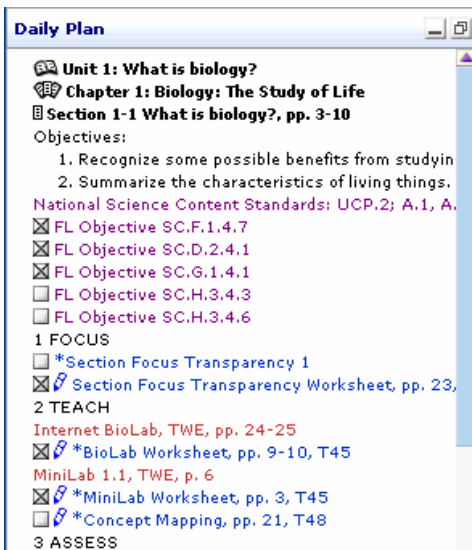 Daily Plan
Unit 1: What is biology?
Chapter 1: Biology: The Study of Life
Section 1-1 What is biology?, pp. 3-10
Objectives:
1. Recognize some possible benefits from studyin
2. Summarize the characteristics of living things.
National Science Content Standards: UCP.2; A.1, A.
FL Objective SC.F.1.4.7
FL Objective SC.D.2.4.1
FL Objective SC.G.1.4.1
FL Objective SC.H.3.4.3
FL Objective SC.H.3.4.6
1 FOCUS
*Section Focus Transparency 1
Section Focus Transparency Worksheet, pp. 23,
2 TEACH
Internet BioLab, TWE, pp. 24-25
*BioLab Worksheet, pp. 9-10, T45
MiniLab 1.1, TWE, p. 6
*MiniLab Worksheet, pp. 3, T45
*Concept Mapping, pp. 21, T48
3 ASSESS